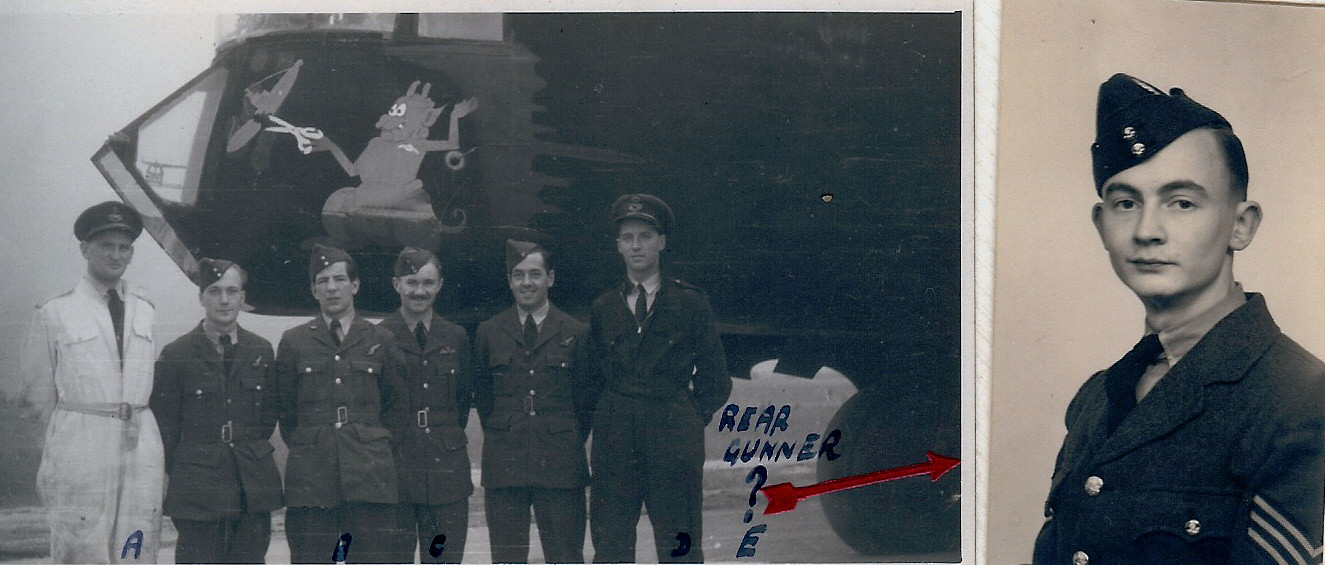 REAR
GUNNER
?
A A C D E